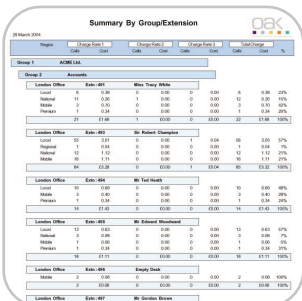 Summary By Group/Extension
oak
29 March 2004
Region Charge Rate 1 Charge Rate 2 Charge Rate 3 Total Charge
Calls Cost Calls Cost Calls Cost Calls Cost %
Group 1 ACME Ltd.
Group 2 Accounts
London Office Extn: 491 Miss Tracy White
Local 6 0.38 0 0.00 0 0.00 6 0.38 23%
National 11 0.26 1 0.00 0 0.00 12 0.26 15%
Mobile 3 0.70 0 0.00 0 0.00 3 0.70 42%
Premium 1 0.34 0 0.00 0 0.00 1 0.34 20%
21 £1.68 1 £0.00 0 £0.00 22 £1.68 100%
London Office Extn: 493 Sir Robert Champion
Local 55 3.01 0 0.00 1 0.04 56 3.05 57%
Regional 1 0.04 0 0.00 0 0.00 1 0.04
National 12 1.12 0 0.00 0 0.00 12 1.12 21%
Mobile 16 1.11 0 0.00 0 0.00 16 1.11 21%
84 £5.28 0 £0.00 1 £0.04 85 £5.32 100%
London Office Extn: 494 Mr Ted Heath
Local 10 0.69 0 0.00 0 0.00 10 0.69 48%
Mobile 3 0.40 0 0.00 0 0.00 3 0.40 28%
Premium 1 0.34 0 0.00 0 0.00 1 0.34 24%
14 £1.43 0 £0.00 0 £0.00 14 £1.43 100%
London Office Extn: 495 Mr Edward Woodward
Local 13 0.63 0 0.00 0 0.00 13 0.63 57%
National 3 0.08 0 0.00 0 0.00 3 0.08 7%
Mobile 1 0.06 0 0.00 0 0.00 1 0.06 5%
Premium 1 0.34 0 0.00 0 0.00 1 0.34 31%
18 £1.11 0 £0.00 0 £0.00 18 £1.11 100%
London Office Extn: 496 Empty Desk
Mobile 2 0.08 0 0.00 0 0.00 2 0.08 100%
2 £0.08 0 £0.00 0 £0.00 2 £0.08 100%
London Office Extn: 497 Mr Gordon Brown